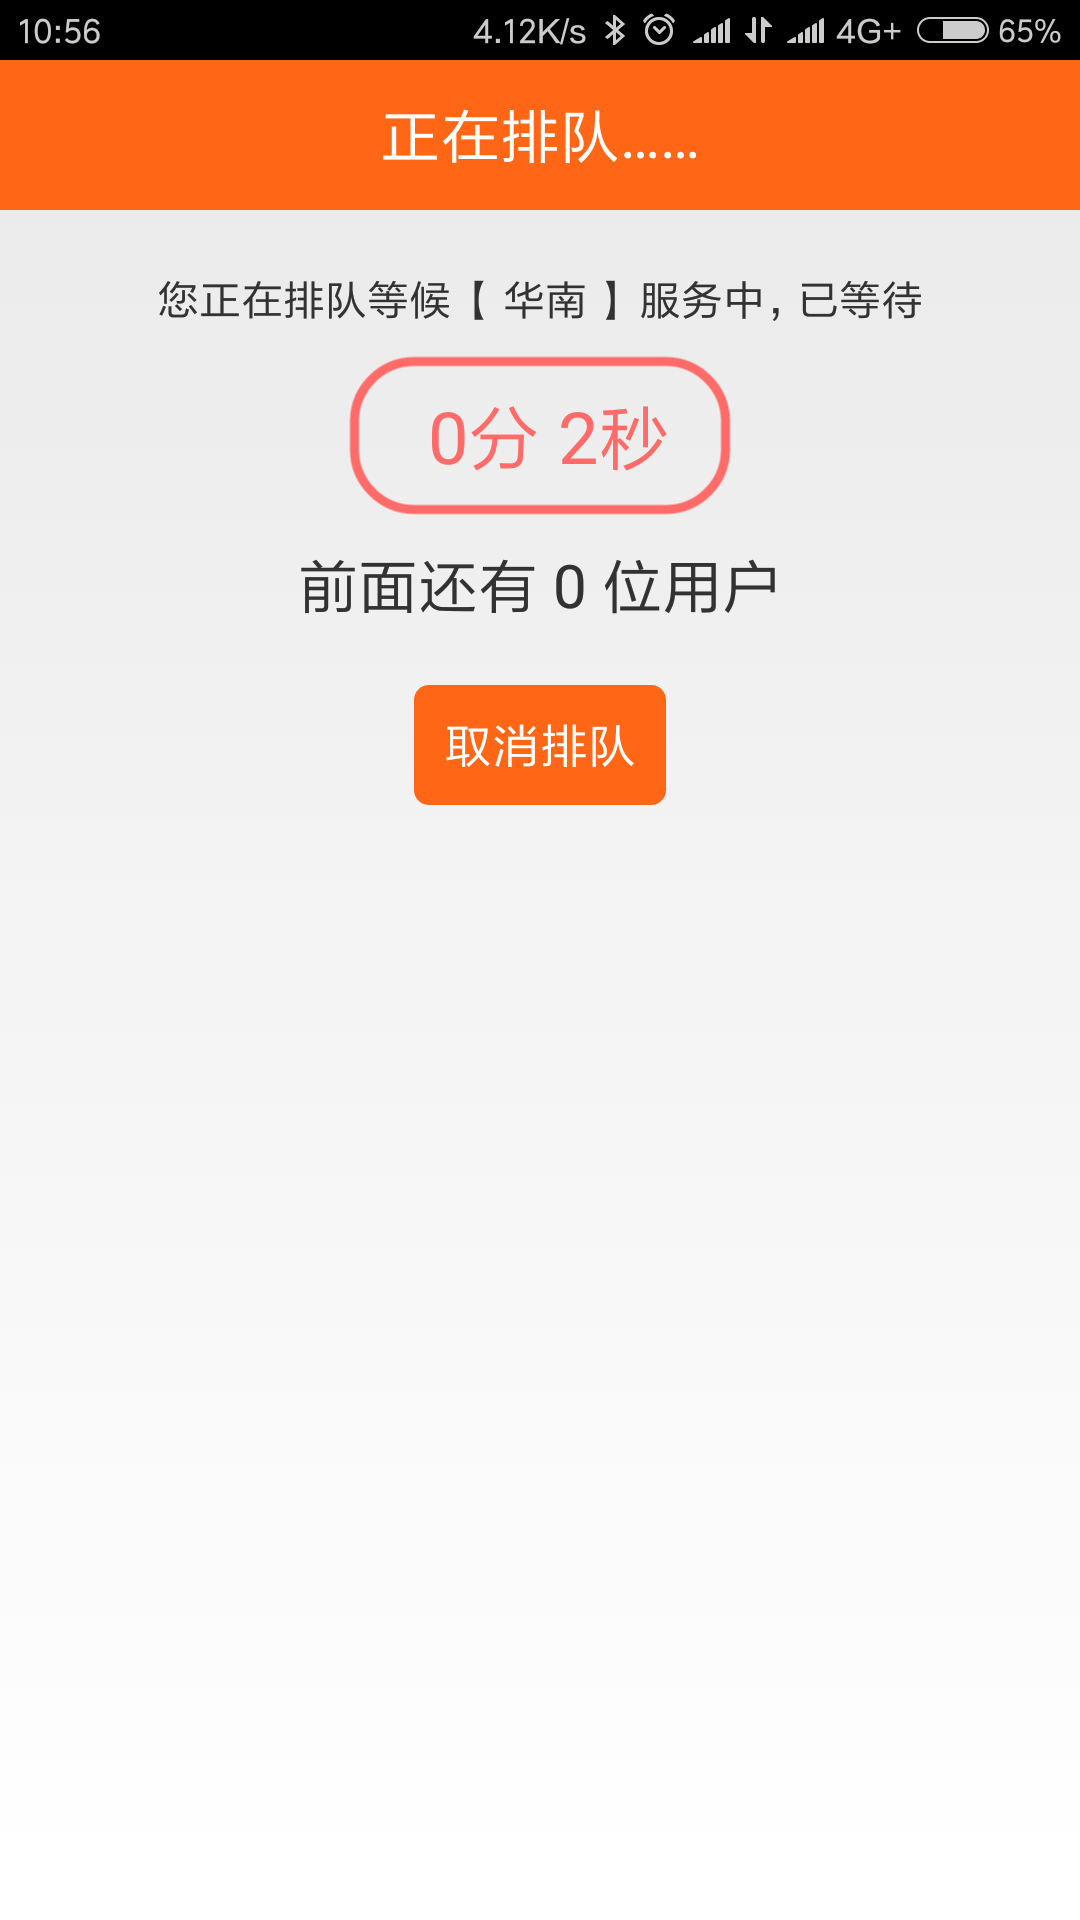 10:56 4.12K/s 4G+ 65%
正在排队......
您正在排队等候【 华南 】服务中，已等待
0分 2秒
前面还有 0 位用户
取消排队